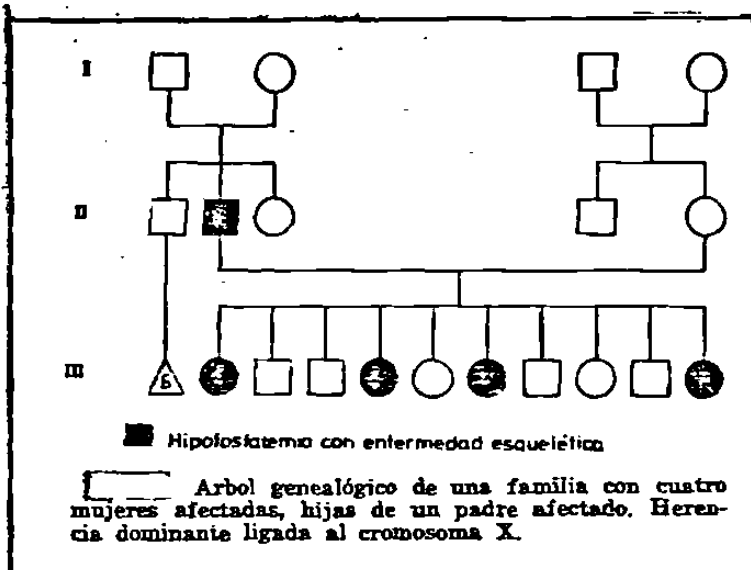 I
II
III
6
Hipofosfatemia con enfermedad esquelética
Arbol genealógico de una familia con cuatro
mujeres afectadas, hijas de un padre afectado. Heren-
cia dominante ligada al cromosoma X.